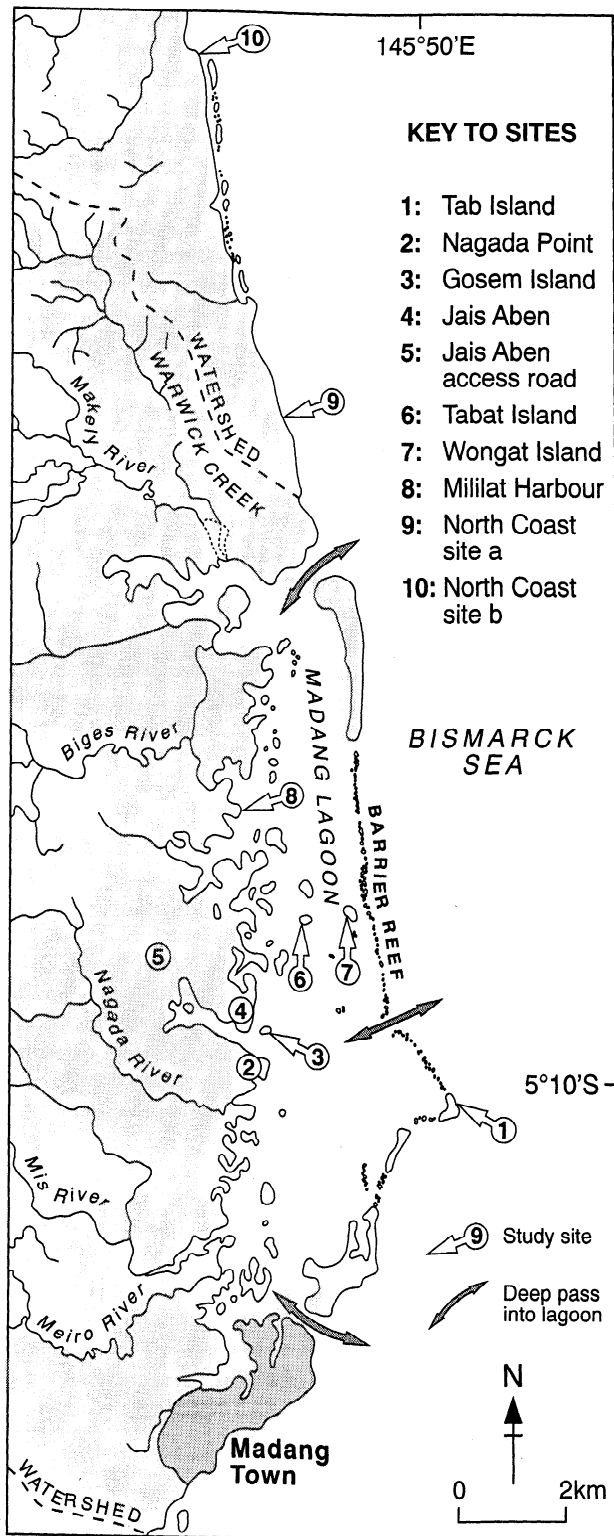 10
145°50'E
KEY TO SITES
1: Tab Island
2: Nagada Point
3: Gosem Island
4: Jais Aben
5: Jais Aben
access road
6: Tabat Island
7: Wongat Island
8: Mililat Harbour
9: North Coast
site a
10: North Coast
site b
WATERSHED
WARWICK CREEK
Makely River
9
MADANG LAGOON
BISMARCK
SEA
Biges River
8
BARRIER REEF
5
6
7
Nagada River
4
3
2
5°10'S
1
Mis River
9 Study site
Deep pass
into lagoon
Meiro River
N
Madang
Town
WATERSHED
0 2km